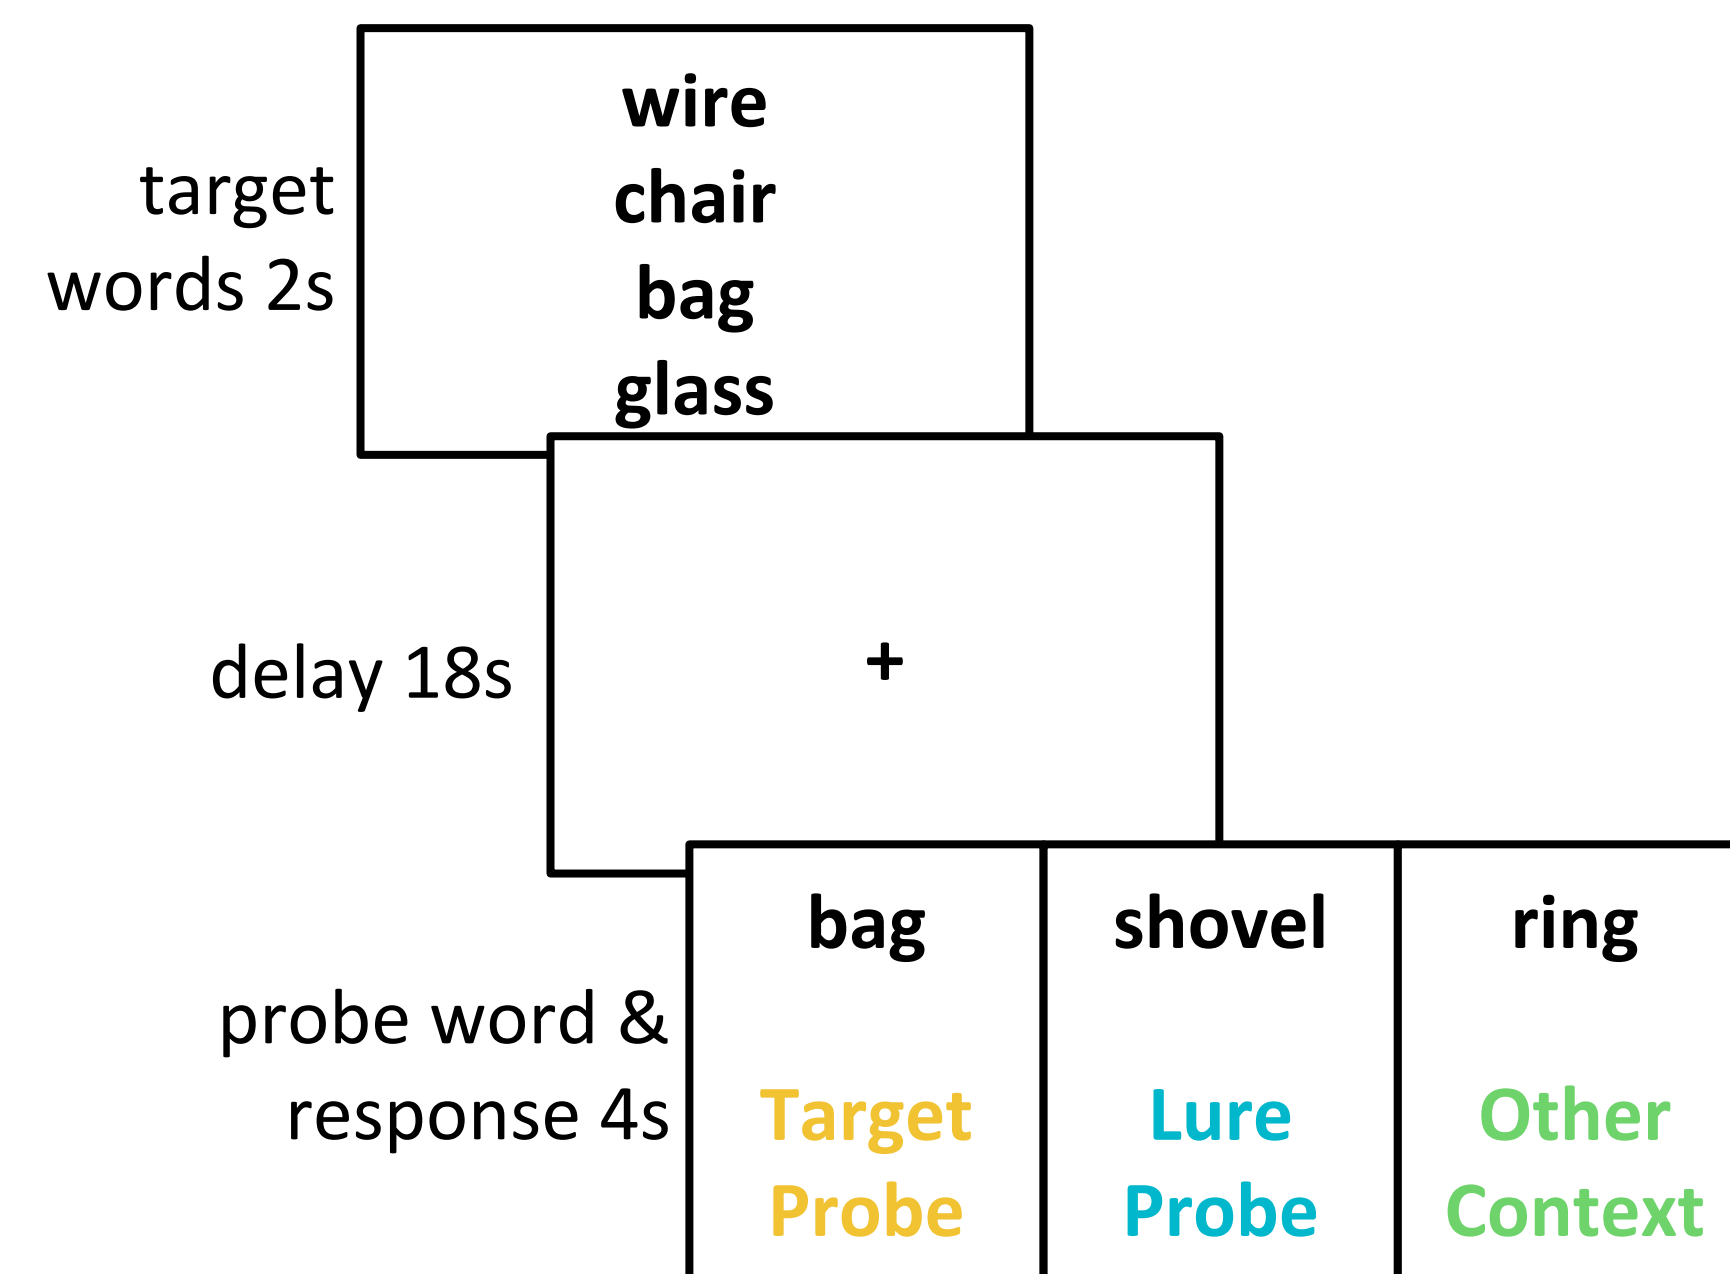 wire
chair
bag
glass
target
words 2s
+
delay 18s
bag
shovel
ring
probe word &
response 4s
Target
Probe
Lure
Probe
Other
Context